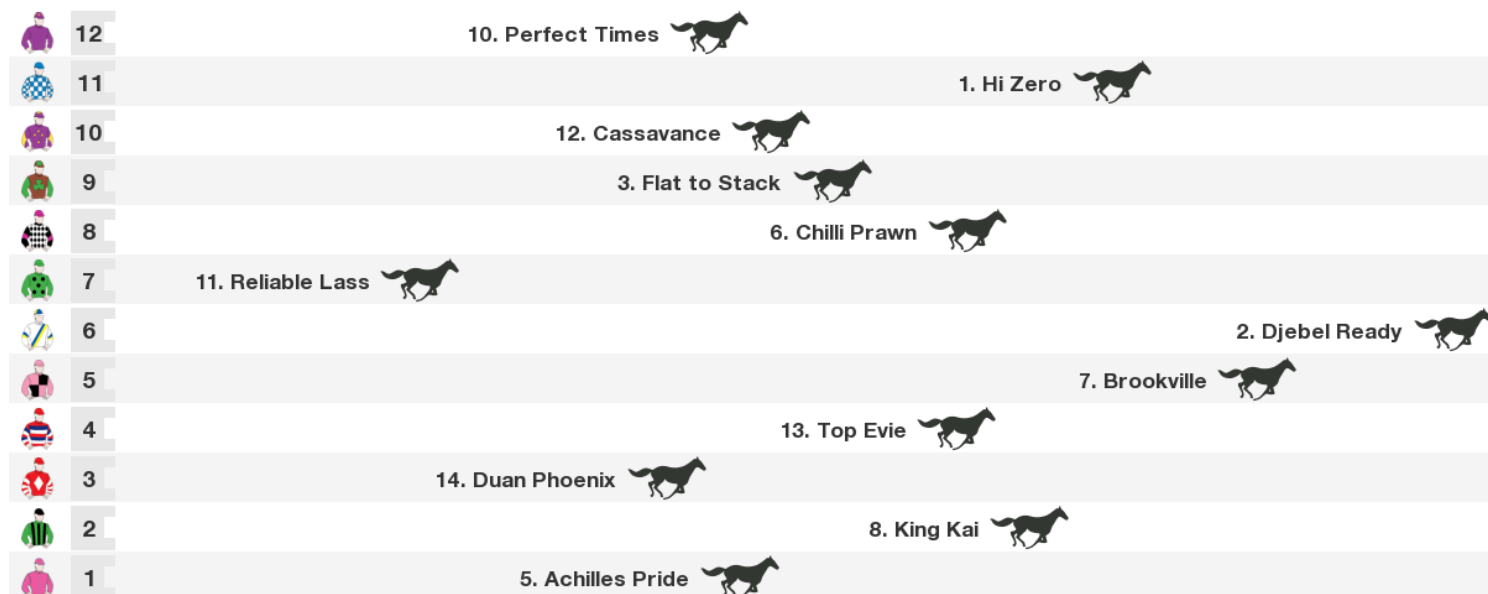 12 10. Perfect Times
11 1. Hi Zero
10 12. Cassavance
9 3. Flat to Stack
8 6. Chilli Prawn
7 11. Reliable Lass
6 2. Djebel Ready
5 7. Brookville
4 13. Top Evie
3 14. Duan Phoenix
2 8. King Kai
1 5. Achilles Pride